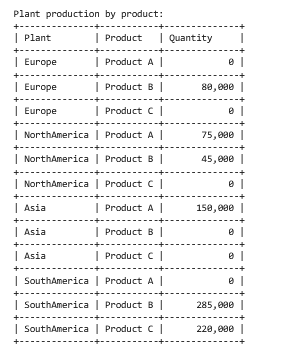 Plant production by product:
+--------------+-----------+------------+
| Plant        | Product   | Quantity   |
+--------------+-----------+------------+
| Europe       | Product A |          0 |
+--------------+-----------+------------+
| Europe       | Product B |     80,000 |
+--------------+-----------+------------+
| Europe       | Product C |          0 |
+--------------+-----------+------------+
| NorthAmerica | Product A |     75,000 |
+--------------+-----------+------------+
| NorthAmerica | Product B |     45,000 |
+--------------+-----------+------------+
| NorthAmerica | Product C |          0 |
+--------------+-----------+------------+
| Asia         | Product A |    150,000 |
+--------------+-----------+------------+
| Asia         | Product B |          0 |
+--------------+-----------+------------+
| Asia         | Product C |          0 |
+--------------+-----------+------------+
| SouthAmerica | Product A |          0 |
+--------------+-----------+------------+
| SouthAmerica | Product B |    285,000 |
+--------------+-----------+------------+
| SouthAmerica | Product C |    220,000 |
+--------------+-----------+------------+